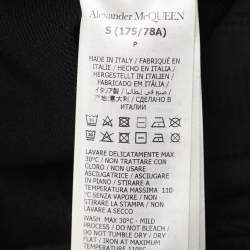 Alexander McQUEEN
S (175/78A)
P
MADE IN ITALY / FABRIQUÉ EN
ITALIE / HECHO EN ITALIA /
HERGESTELLT IN ITALIEN /
FABRICADO EM ITÁLIA /
イタリア製 / صنع في إيطاليا /
产地:意大利 / СДЕЛАНО В
ИТАЛИИ
LAVARE DELICATAMENTE MAX
30°C / NON TRATTARE CON
CLORO / NON USARE
ASCIUGATRICE / ASCIUGARE
IN PIANO / STIRARE A
TEMPERATURA MASSIMA 110
°C SENZA VAPORE / NON
STIRARE LA STAMPA / NON
LAVARE A SECCO
WASH: MAX 30°C - MILD
PROCESS / DO NOT BLEACH /
DO NOT TUMBLE DRY / DRY
FLAT / IRON AT MAXIMUM